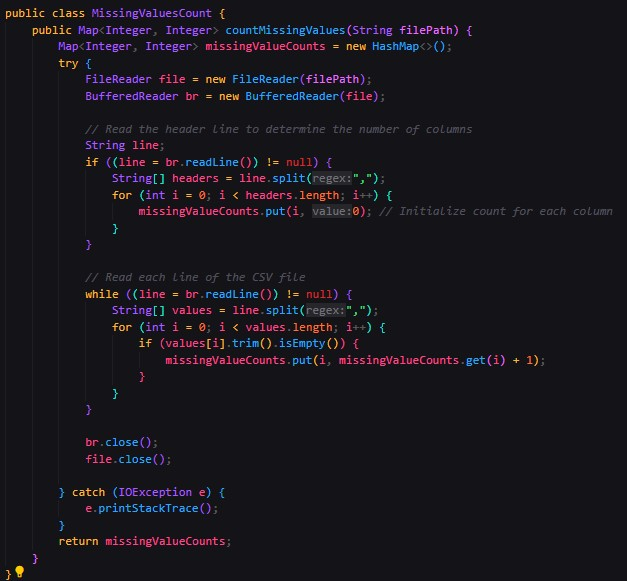 public class MissingValuesCount {
    public Map<Integer, Integer> countMissingValues(String filePath) {
        Map<Integer, Integer> missingValueCounts = new HashMap<>();
        try {
            FileReader file = new FileReader(filePath);
            BufferedReader br = new BufferedReader(file);

            // Read the header line to determine the number of columns
            String line;
            if ((line = br.readLine()) != null) {
                String[] headers = line.split(regex:",");
                for (int i = 0; i < headers.length; i++) {
                    missingValueCounts.put(i, value:0); // Initialize count for each column
                }
            }

            // Read each line of the CSV file
            while ((line = br.readLine()) != null) {
                String[] values = line.split(regex:",");
                for (int i = 0; i < values.length; i++) {
                    if (values[i].trim().isEmpty()) {
                        missingValueCounts.put(i, missingValueCounts.get(i) + 1);
                    }
                }
            }

            br.close();
            file.close();

        } catch (IOException e) {
            e.printStackTrace();
        }
        return missingValueCounts;
    }
}